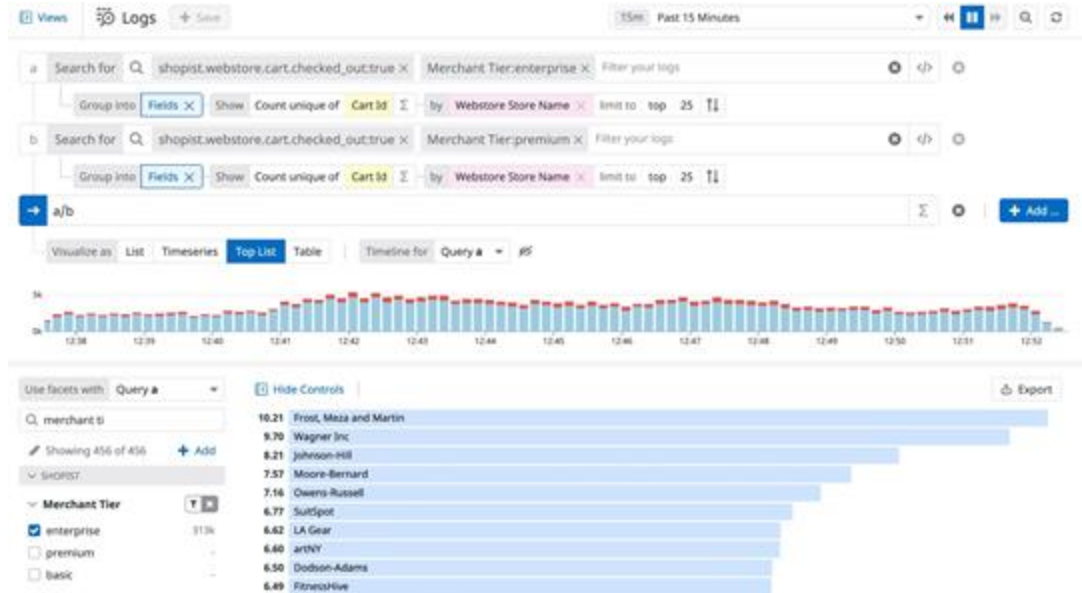 Views Logs + Save 15m Past 15 Minutes
a Search for shopist.webstore.cart.checked_out:true × Merchant Tier:enterprise × Filter your logs </>
Group into Fields × Show Count unique of Cart Id Σ by Webstore Store Name × limit to top 25
b Search for shopist.webstore.cart.checked_out:true × Merchant Tier:premium × Filter your logs </>
Group into Fields × Show Count unique of Cart Id Σ by Webstore Store Name × limit to top 25
a/b Σ + Add ...
Visualize as List Timeseries Top List Table Timeline for Query a
5k
0k
12:38 12:39 12:40 12:41 12:42 12:43 12:44 12:45 12:46 12:47 12:48 12:49 12:50 12:51 12:52
Use facets with Query a Hide Controls Export
merchant ti
Showing 456 of 456 + Add
SHOPIST
Merchant Tier
enterprise 313k
premium -
basic -
10.21 Frost, Meza and Martin
9.70 Wagner Inc
8.21 Johnson-Hill
7.57 Moore-Bernard
7.16 Owens-Russell
6.77 SuitSpot
6.62 LA Gear
6.60 artNY
6.50 Dodson-Adams
6.49 FitnessHive